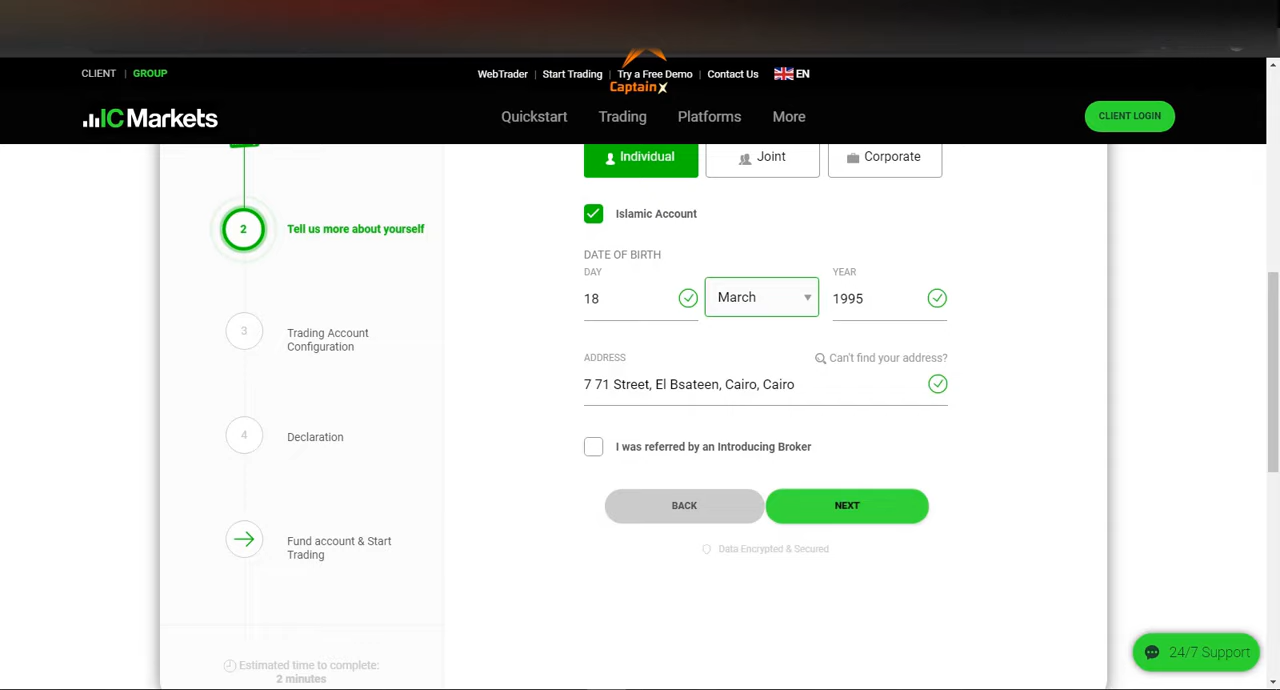 CLIENT | GROUP
WebTrader | Start Trading | Try a Free Demo | Contact Us EN
CaptainX
IC Markets
Quickstart Trading Platforms More
CLIENT LOGIN
Individual Joint Corporate
Islamic Account
2 Tell us more about yourself
DATE OF BIRTH
DAY YEAR
18 March 1995
3 Trading Account
Configuration
ADDRESS Can't find your address?
7 71 Street, El Bsateen, Cairo, Cairo
4 Declaration
I was referred by an Introducing Broker
BACK NEXT
Fund account & Start
Trading
Data Encrypted & Secured
24/7 Support
Estimated time to complete:
2 minutes